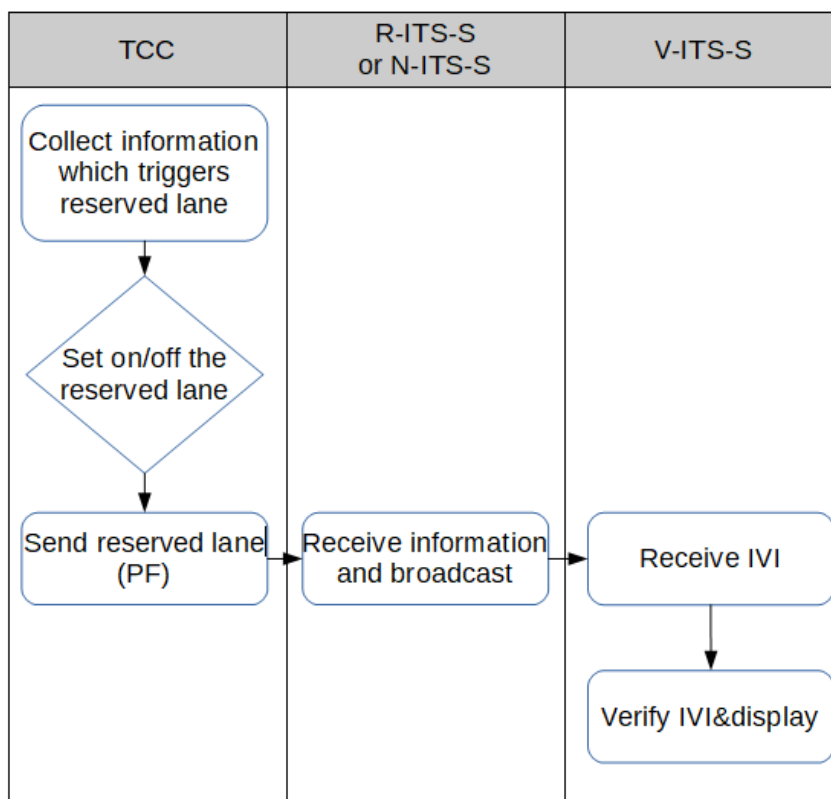 TCC
R-ITS-S
or N-ITS-S
V-ITS-S
Collect information
which triggers
reserved lane
Set on/off the
reserved lane
Send reserved lane
(PF)
Receive information
and broadcast
Receive IVI
Verify IVI&display